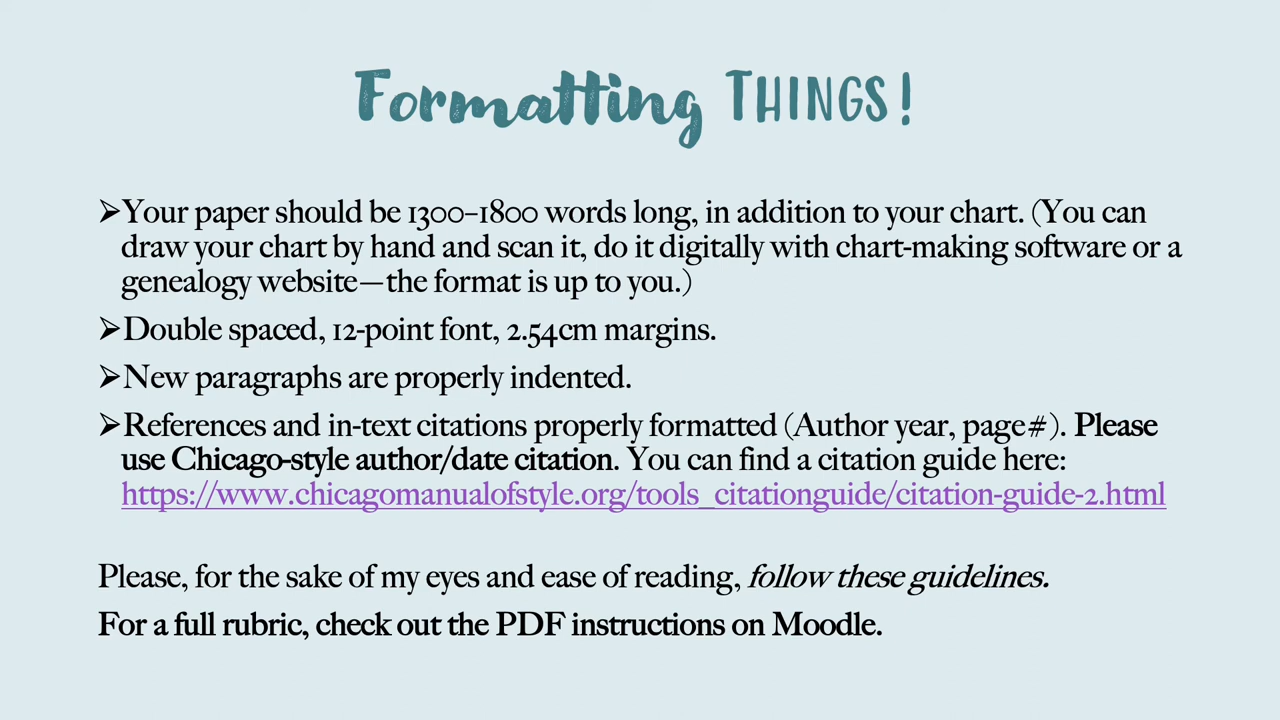 Formatting THINGS!
➢Your paper should be 1300–1800 words long, in addition to your chart. (You can
draw your chart by hand and scan it, do it digitally with chart-making software or a
genealogy website—the format is up to you.)
➢Double spaced, 12-point font, 2.54cm margins.
➢New paragraphs are properly indented.
➢References and in-text citations properly formatted (Author year, page#). Please
use Chicago-style author/date citation. You can find a citation guide here:
https://www.chicagomanualofstyle.org/tools_citationguide/citation-guide-2.html
Please, for the sake of my eyes and ease of reading, follow these guidelines.
For a full rubric, check out the PDF instructions on Moodle.